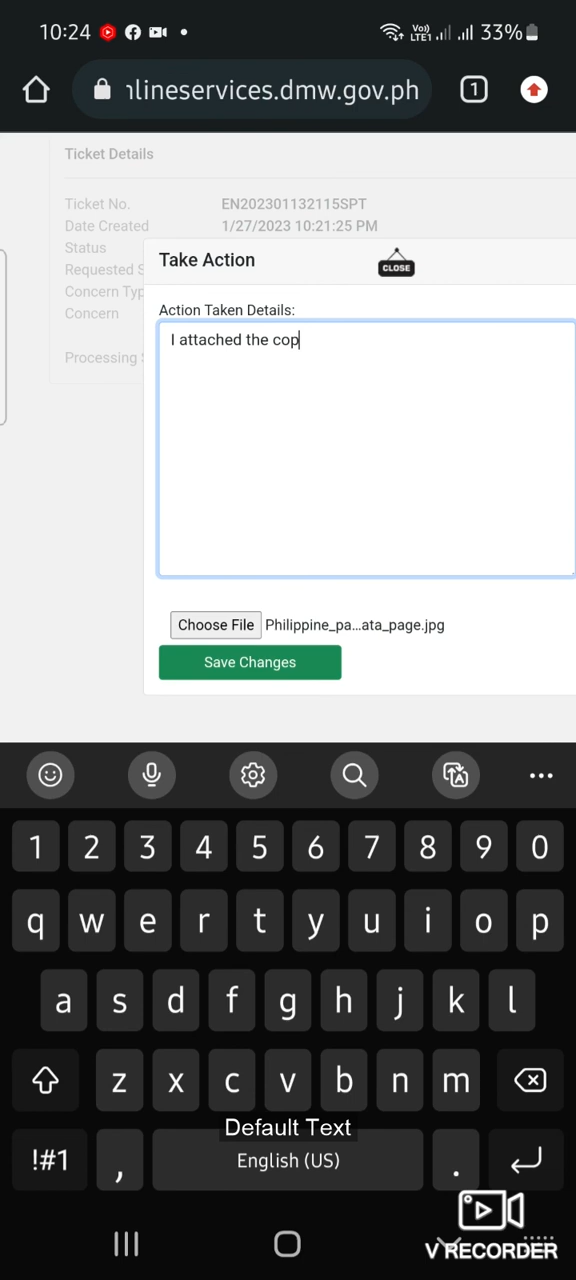 10:24 Vo) LTE1 33%
nlineservices.dmw.gov.ph 1
Ticket Details
Ticket No. EN202301132115SPT
Date Created 1/27/2023 10:21:25 PM
Status
Requested S
Concern Typ
Concern
Processing
Take Action CLOSE
Action Taken Details:
I attached the cop
Choose File Philippine_pa...ata_page.jpg
Save Changes
1 2 3 4 5 6 7 8 9 0
q w e r t y u i o p
a s d f g h j k l
z x c v b n m
Default Text
!#1 , English (US) .
V RECORDER